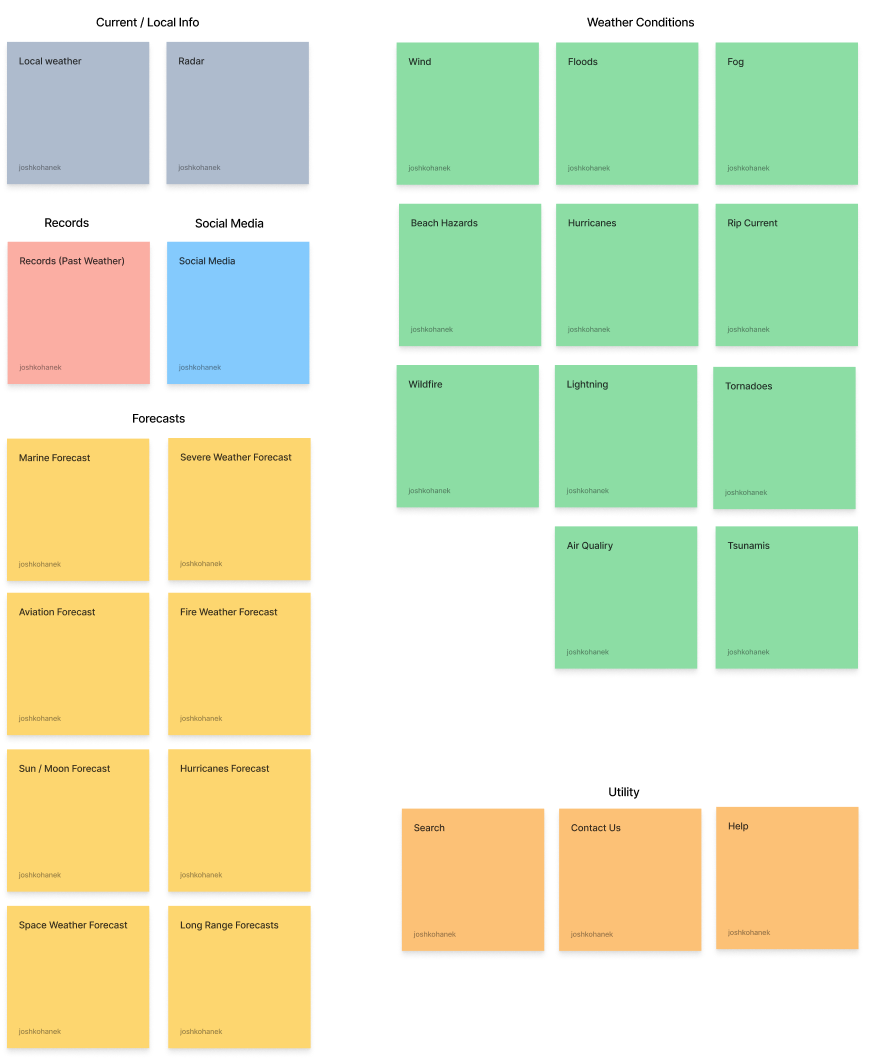 Current / Local Info
Local weather
joshkohanek
Radar
joshkohanek
Records
Records (Past Weather)
joshkohanek
Social Media
Social Media
joshkohanek
Forecasts
Marine Forecast
joshkohanek
Severe Weather Forecast
joshkohanek
Aviation Forecast
joshkohanek
Fire Weather Forecast
joshkohanek
Sun / Moon Forecast
joshkohanek
Hurricanes Forecast
joshkohanek
Space Weather Forecast
joshkohanek
Long Range Forecasts
joshkohanek
Weather Conditions
Wind
joshkohanek
Floods
joshkohanek
Fog
joshkohanek
Beach Hazards
joshkohanek
Hurricanes
joshkohanek
Rip Current
joshkohanek
Wildfire
joshkohanek
Lightning
joshkohanek
Tornadoes
joshkohanek
Air Qualiry
joshkohanek
Tsunamis
joshkohanek
Utility
Search
joshkohanek
Contact Us
joshkohanek
Help
joshkohanek